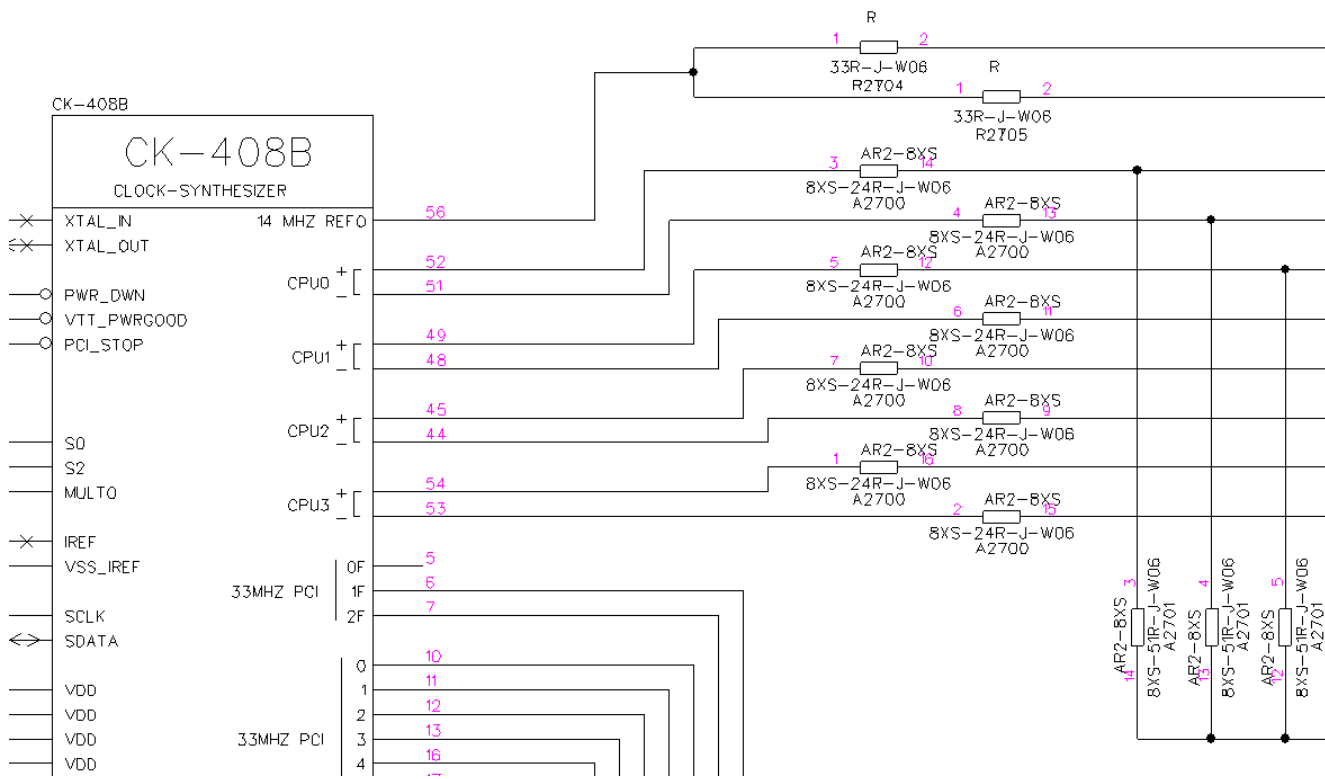 R
1 2
33R-J-W06
R2704
R
1 2
33R-J-W06
R2705
CK-408B
CK-408B
CLOCK-SYNTHESIZER
XTAL_IN 14 MHZ REF0 56
XTAL_OUT
CPU0 + 52
- 51
PWR_DWN
VTT_PWRGOOD
PCI_STOP
CPU1 + 49
- 48
CPU2 + 45
- 44
S0
S2
MULT0
CPU3 + 54
- 53
IREF
VSS_IREF
33MHZ PCI
0F 5
1F 6
2F 7
SCLK
SDATA
VDD
VDD
VDD
VDD
33MHZ PCI
0 10
1 11
2 12
3 13
4 16
17
AR2-8XS
3 14
8XS-24R-J-W06
A2700
AR2-8XS
4 13
8XS-24R-J-W06
A2700
AR2-8XS
5 12
8XS-24R-J-W06
A2700
AR2-8XS
6 11
8XS-24R-J-W06
A2700
AR2-8XS
7 10
8XS-24R-J-W06
A2700
AR2-8XS
8 9
8XS-24R-J-W06
A2700
AR2-8XS
1 16
8XS-24R-J-W06
A2700
AR2-8XS
2 15
8XS-24R-J-W06
A2700
AR2-8XS
3 14
8XS-51R-J-W06
A2701
AR2-8XS
4 13
8XS-51R-J-W06
A2701
AR2-8XS
5 12
8XS-51R-J-W06
A2701